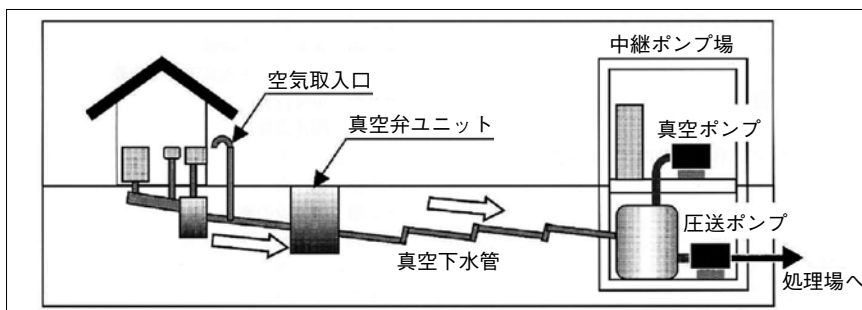 中継ポンプ場
空気取入口
真空弁ユニット
真空ポンプ
圧送ポンプ
真空下水管
処理場へ